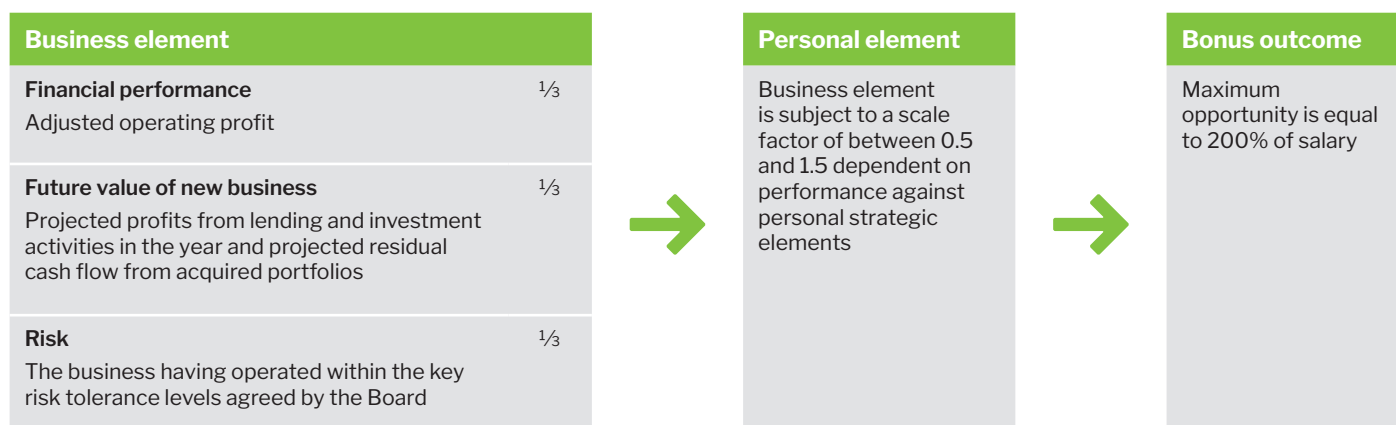 Business element
Financial performance ⅓
Adjusted operating profit
Future value of new business ⅓
Projected profits from lending and investment
activities in the year and projected residual
cash flow from acquired portfolios
Risk ⅓
The business having operated within the key
risk tolerance levels agreed by the Board
Personal element
Business element
is subject to a scale
factor of between 0.5
and 1.5 dependent on
performance against
personal strategic
elements
Bonus outcome
Maximum
opportunity is equal
to 200% of salary